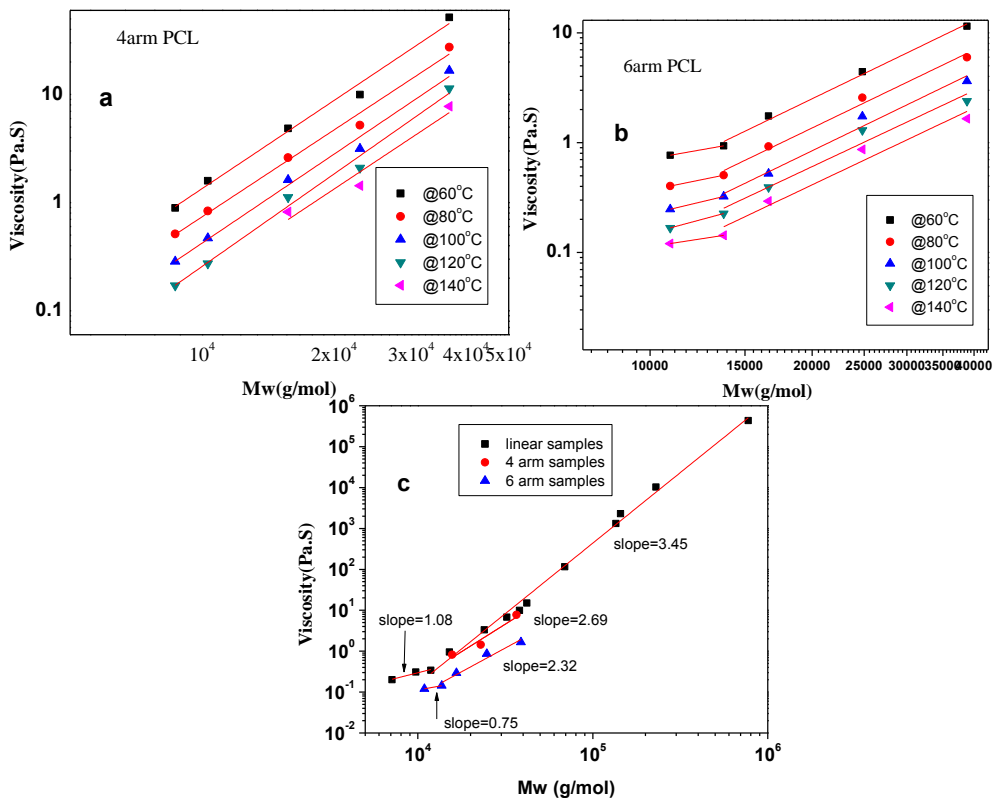 4arm PCL
a
Viscosity(Pa.S)
10
1
0.1
@60°C
@80°C
@100°C
@120°C
@140°C
10⁴ 2x10⁴ 3x10⁴ 4x10⁴ 5x10⁴
Mw(g/mol)
6arm PCL
b
Viscosity(Pa.S)
10
1
0.1
@60°C
@80°C
@100°C
@120°C
@140°C
10000 15000 20000 25000 30000 35000 40000
Mw(g/mol)
c
Viscosity(Pa.S)
10⁶
10⁵
10⁴
10³
10²
10¹
10⁰
10⁻¹
10⁻²
linear samples
4 arm samples
6 arm samples
slope=3.45
slope=1.08
slope=2.69
slope=2.32
slope=0.75
10⁴ 10⁵ 10⁶
Mw (g/mol)